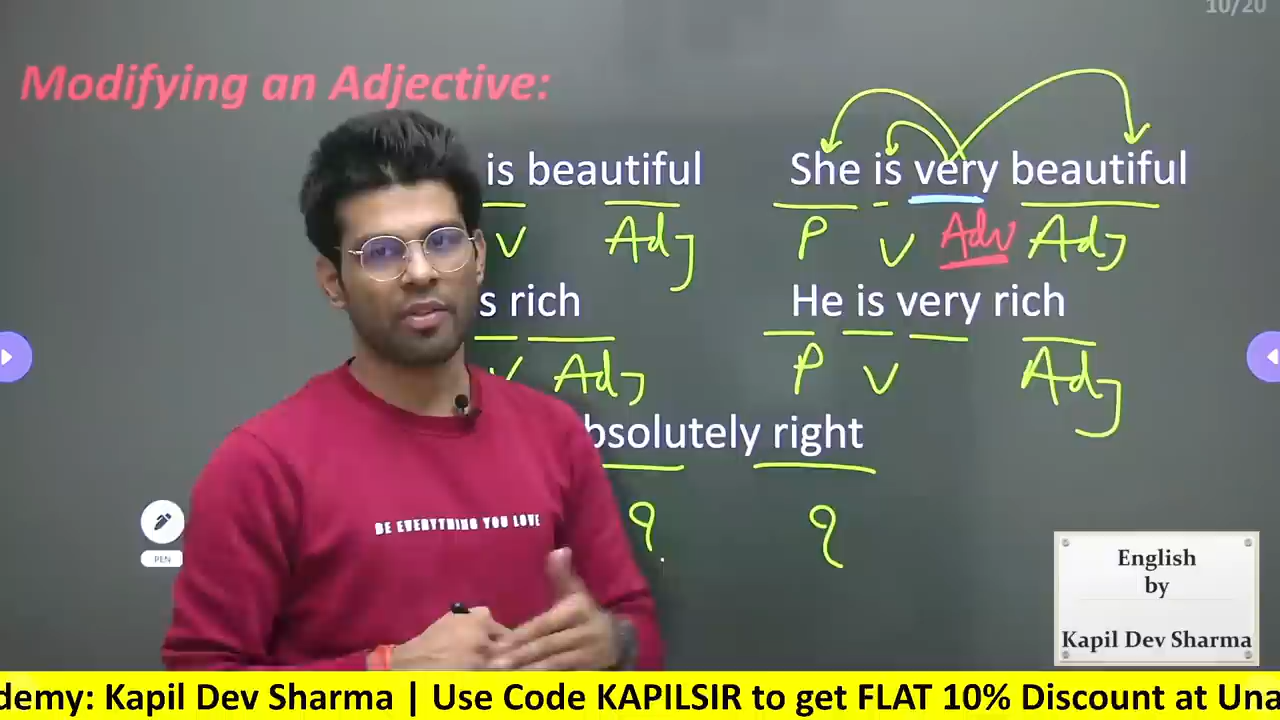 10/20
Modifying an Adjective:
is beautiful She is very beautiful
V Adj P V Adv Adj
s rich He is very rich
V Adj P V Adj
bsolutely right
? ?
PEN
BE EVERYTHING YOU LOVE
English
by
Kapil Dev Sharma
demy: Kapil Dev Sharma | Use Code KAPILSIR to get FLAT 10% Discount at Una